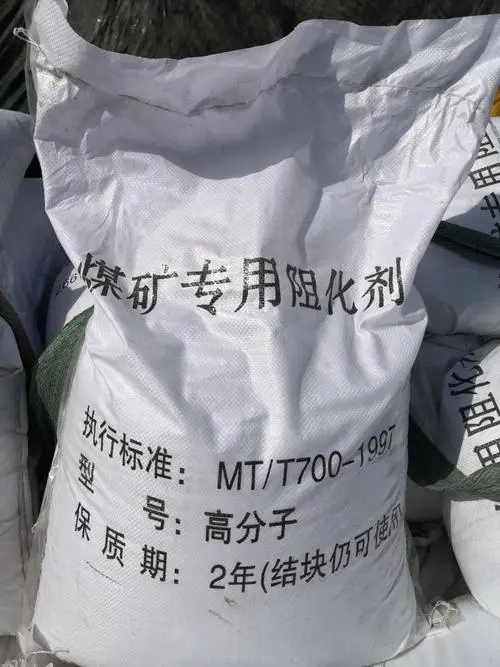 煤矿专用阻化剂
执行标准：MT/T700-1997
型 号：高分子
保 质 期：2年(结块仍可使用